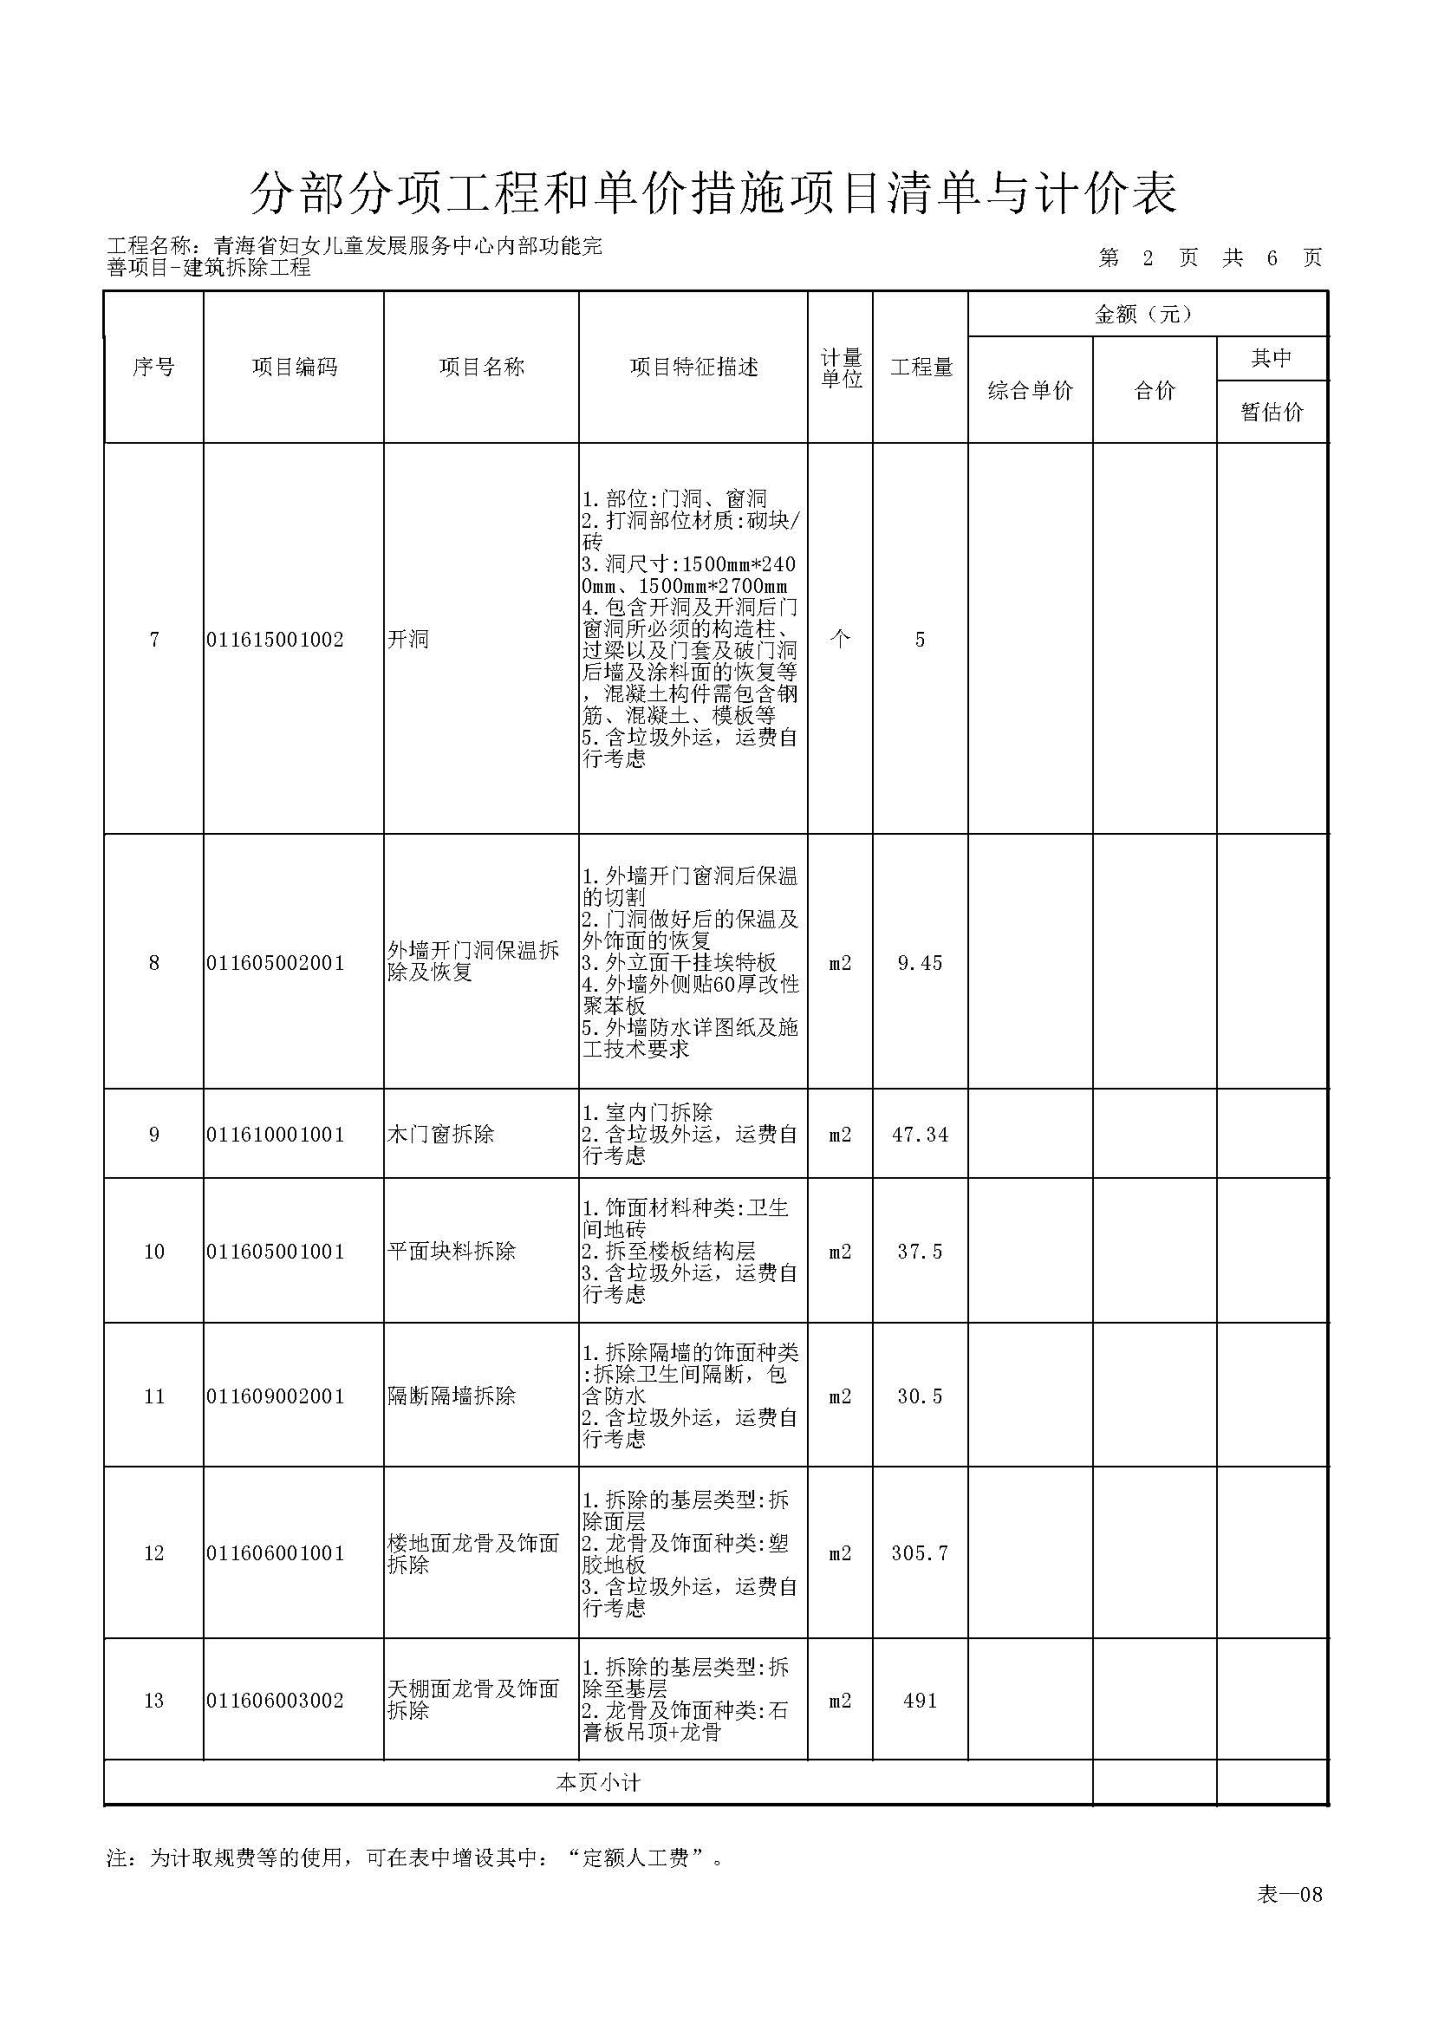 分部分项工程和单价措施项目清单与计价表
工程名称：青海省妇女儿童发展服务中心内部功能完
善项目-建筑拆除工程
第 2 页 共 6 页
序号 项目编码 项目名称 项目特征描述 计量 工程量 金额（元）
单位
综合单价 合价 其中
暂估价
7 011615001002 开洞
1.部位:门洞、窗洞
2.打洞部位材质:砌块/
砖
3.洞尺寸:1500mm*240
0mm、1500mm*2700mm
4.包含开洞及开洞后门
窗洞所必须的构造柱、
过梁以及门套及破门洞
后墙及涂料面的恢复等
，混凝土构件需包含钢
筋、混凝土、模板等
5.含垃圾外运，运费自
行考虑
个 5
8 011605002001
外墙开门洞保温拆
除及恢复
1.外墙开门窗洞后保温
的切割
2.门洞做好后的保温及
外饰面的恢复
3.外立面干挂埃特板
4.外墙外侧贴60厚改性
聚苯板
5.外墙防水详图纸及施
工技术要求
m2 9.45
9 011610001001 木门窗拆除
1.室内门拆除
2.含垃圾外运，运费自
行考虑
m2 47.34
10 011605001001 平面块料拆除
1.饰面材料种类:卫生
间地砖
2.拆至楼板结构层
3.含垃圾外运，运费自
行考虑
m2 37.5
11 011609002001 隔断隔墙拆除
1.拆除隔墙的饰面种类
:拆除卫生间隔断，包
含防水
2.含垃圾外运，运费自
行考虑
m2 30.5
12 011606001001
楼地面龙骨及饰面
拆除
1.拆除的基层类型:拆
除面层
2.龙骨及饰面种类:塑
胶地板
3.含垃圾外运，运费自
行考虑
m2 305.7
13 011606003002
天棚面龙骨及饰面
拆除
1.拆除的基层类型:拆
除至基层
2.龙骨及饰面种类:石
膏板吊顶+龙骨
m2 491
本页小计
注：为计取规费等的使用，可在表中增设其中：“定额人工费”。
表—08